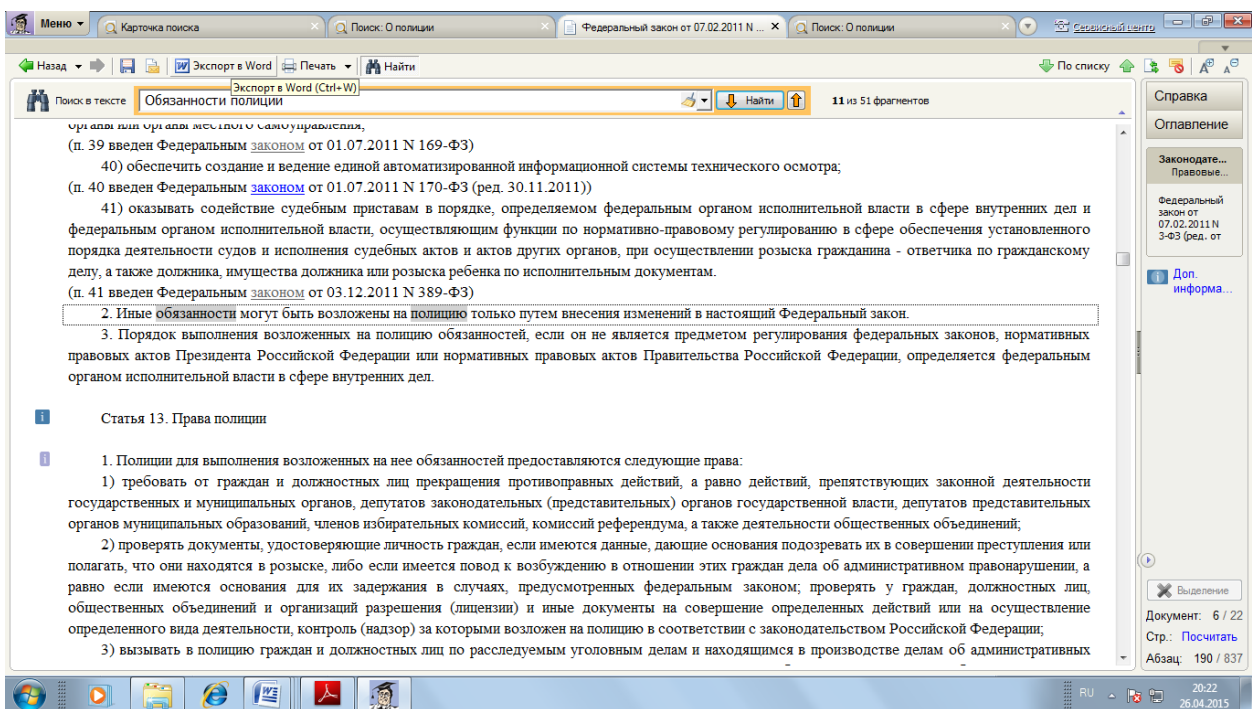 Меню
Карточка поиска
Поиск: О полиции
Федеральный закон от 07.02.2011 N ...
Поиск: О полиции
Сервисный центр
Назад
Экспорт в Word
Печать
Найти
По списку
Экспорт в Word (Ctrl+W)
Поиск в тексте
Обязанности полиции
Найти
11 из 51 фрагментов
органы или органы местного самоуправления;
(п. 39 введен Федеральным законом от 01.07.2011 N 169-ФЗ)
40) обеспечить создание и ведение единой автоматизированной информационной системы технического осмотра;
(п. 40 введен Федеральным законом от 01.07.2011 N 170-ФЗ (ред. 30.11.2011))
41) оказывать содействие судебным приставам в порядке, определяемом федеральным органом исполнительной власти в сфере внутренних дел и
федеральным органом исполнительной власти, осуществляющим функции по нормативно-правовому регулированию в сфере обеспечения установленного
порядка деятельности судов и исполнения судебных актов и актов других органов, при осуществлении розыска гражданина - ответчика по гражданскому
делу, а также должника, имущества должника или розыска ребенка по исполнительным документам.
(п. 41 введен Федеральным законом от 03.12.2011 N 389-ФЗ)
2. Иные обязанности могут быть возложены на полицию только путем внесения изменений в настоящий Федеральный закон.
3. Порядок выполнения возложенных на полицию обязанностей, если он не является предметом регулирования федеральных законов, нормативных
правовых актов Президента Российской Федерации или нормативных правовых актов Правительства Российской Федерации, определяется федеральным
органом исполнительной власти в сфере внутренних дел.
Статья 13. Права полиции
1. Полиции для выполнения возложенных на нее обязанностей предоставляются следующие права:
1) требовать от граждан и должностных лиц прекращения противоправных действий, а равно действий, препятствующих законной деятельности
государственных и муниципальных органов, депутатов законодательных (представительных) органов государственной власти, депутатов представительных
органов муниципальных образований, членов избирательных комиссий, комиссий референдума, а также деятельности общественных объединений;
2) проверять документы, удостоверяющие личность граждан, если имеются данные, дающие основания подозревать их в совершении преступления или
полагать, что они находятся в розыске, либо если имеется повод к возбуждению в отношении этих граждан дела об административном правонарушении, а
равно если имеются основания для их задержания в случаях, предусмотренных федеральным законом; проверять у граждан, должностных лиц,
общественных объединений и организаций разрешения (лицензии) и иные документы на совершение определенных действий или на осуществление
определенного вида деятельности, контроль (надзор) за которыми возложен на полицию в соответствии с законодательством Российской Федерации;
3) вызывать в полицию граждан и должностных лиц по расследуемым уголовным делам и находящимся в производстве делам об административных
Справка
Оглавление
Законодате...
Правовые...
Федеральный
закон от
07.02.2011 N
3-ФЗ (ред. от
Доп.
информа...
Выделение
Документ: 6 / 22
Стр.: Посчитать
Абзац: 190 / 837
RU
20:22
26.04.2015